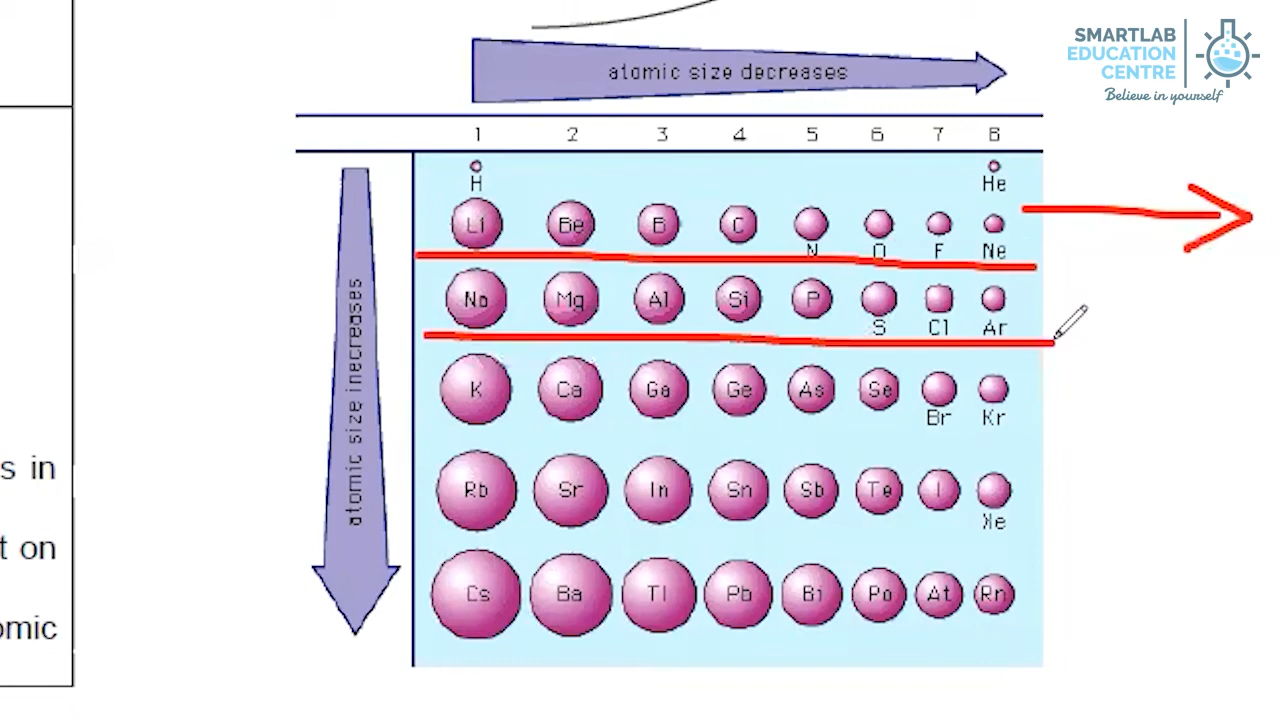 SMARTLAB
EDUCATION
CENTRE
Believe in yourself
atomic size decreases
1 2 3 4 5 6 7 8
H He
Li Be B C N O F Ne
Na Mg Al Si P S Cl Ar
K Ca Ga Ge As Se Br Kr
Rb Sr In Sn Sb Te I Xe
Cs Ba Tl Pb Bi Po At Rn
atomic size inecreases
s in
t on
omic